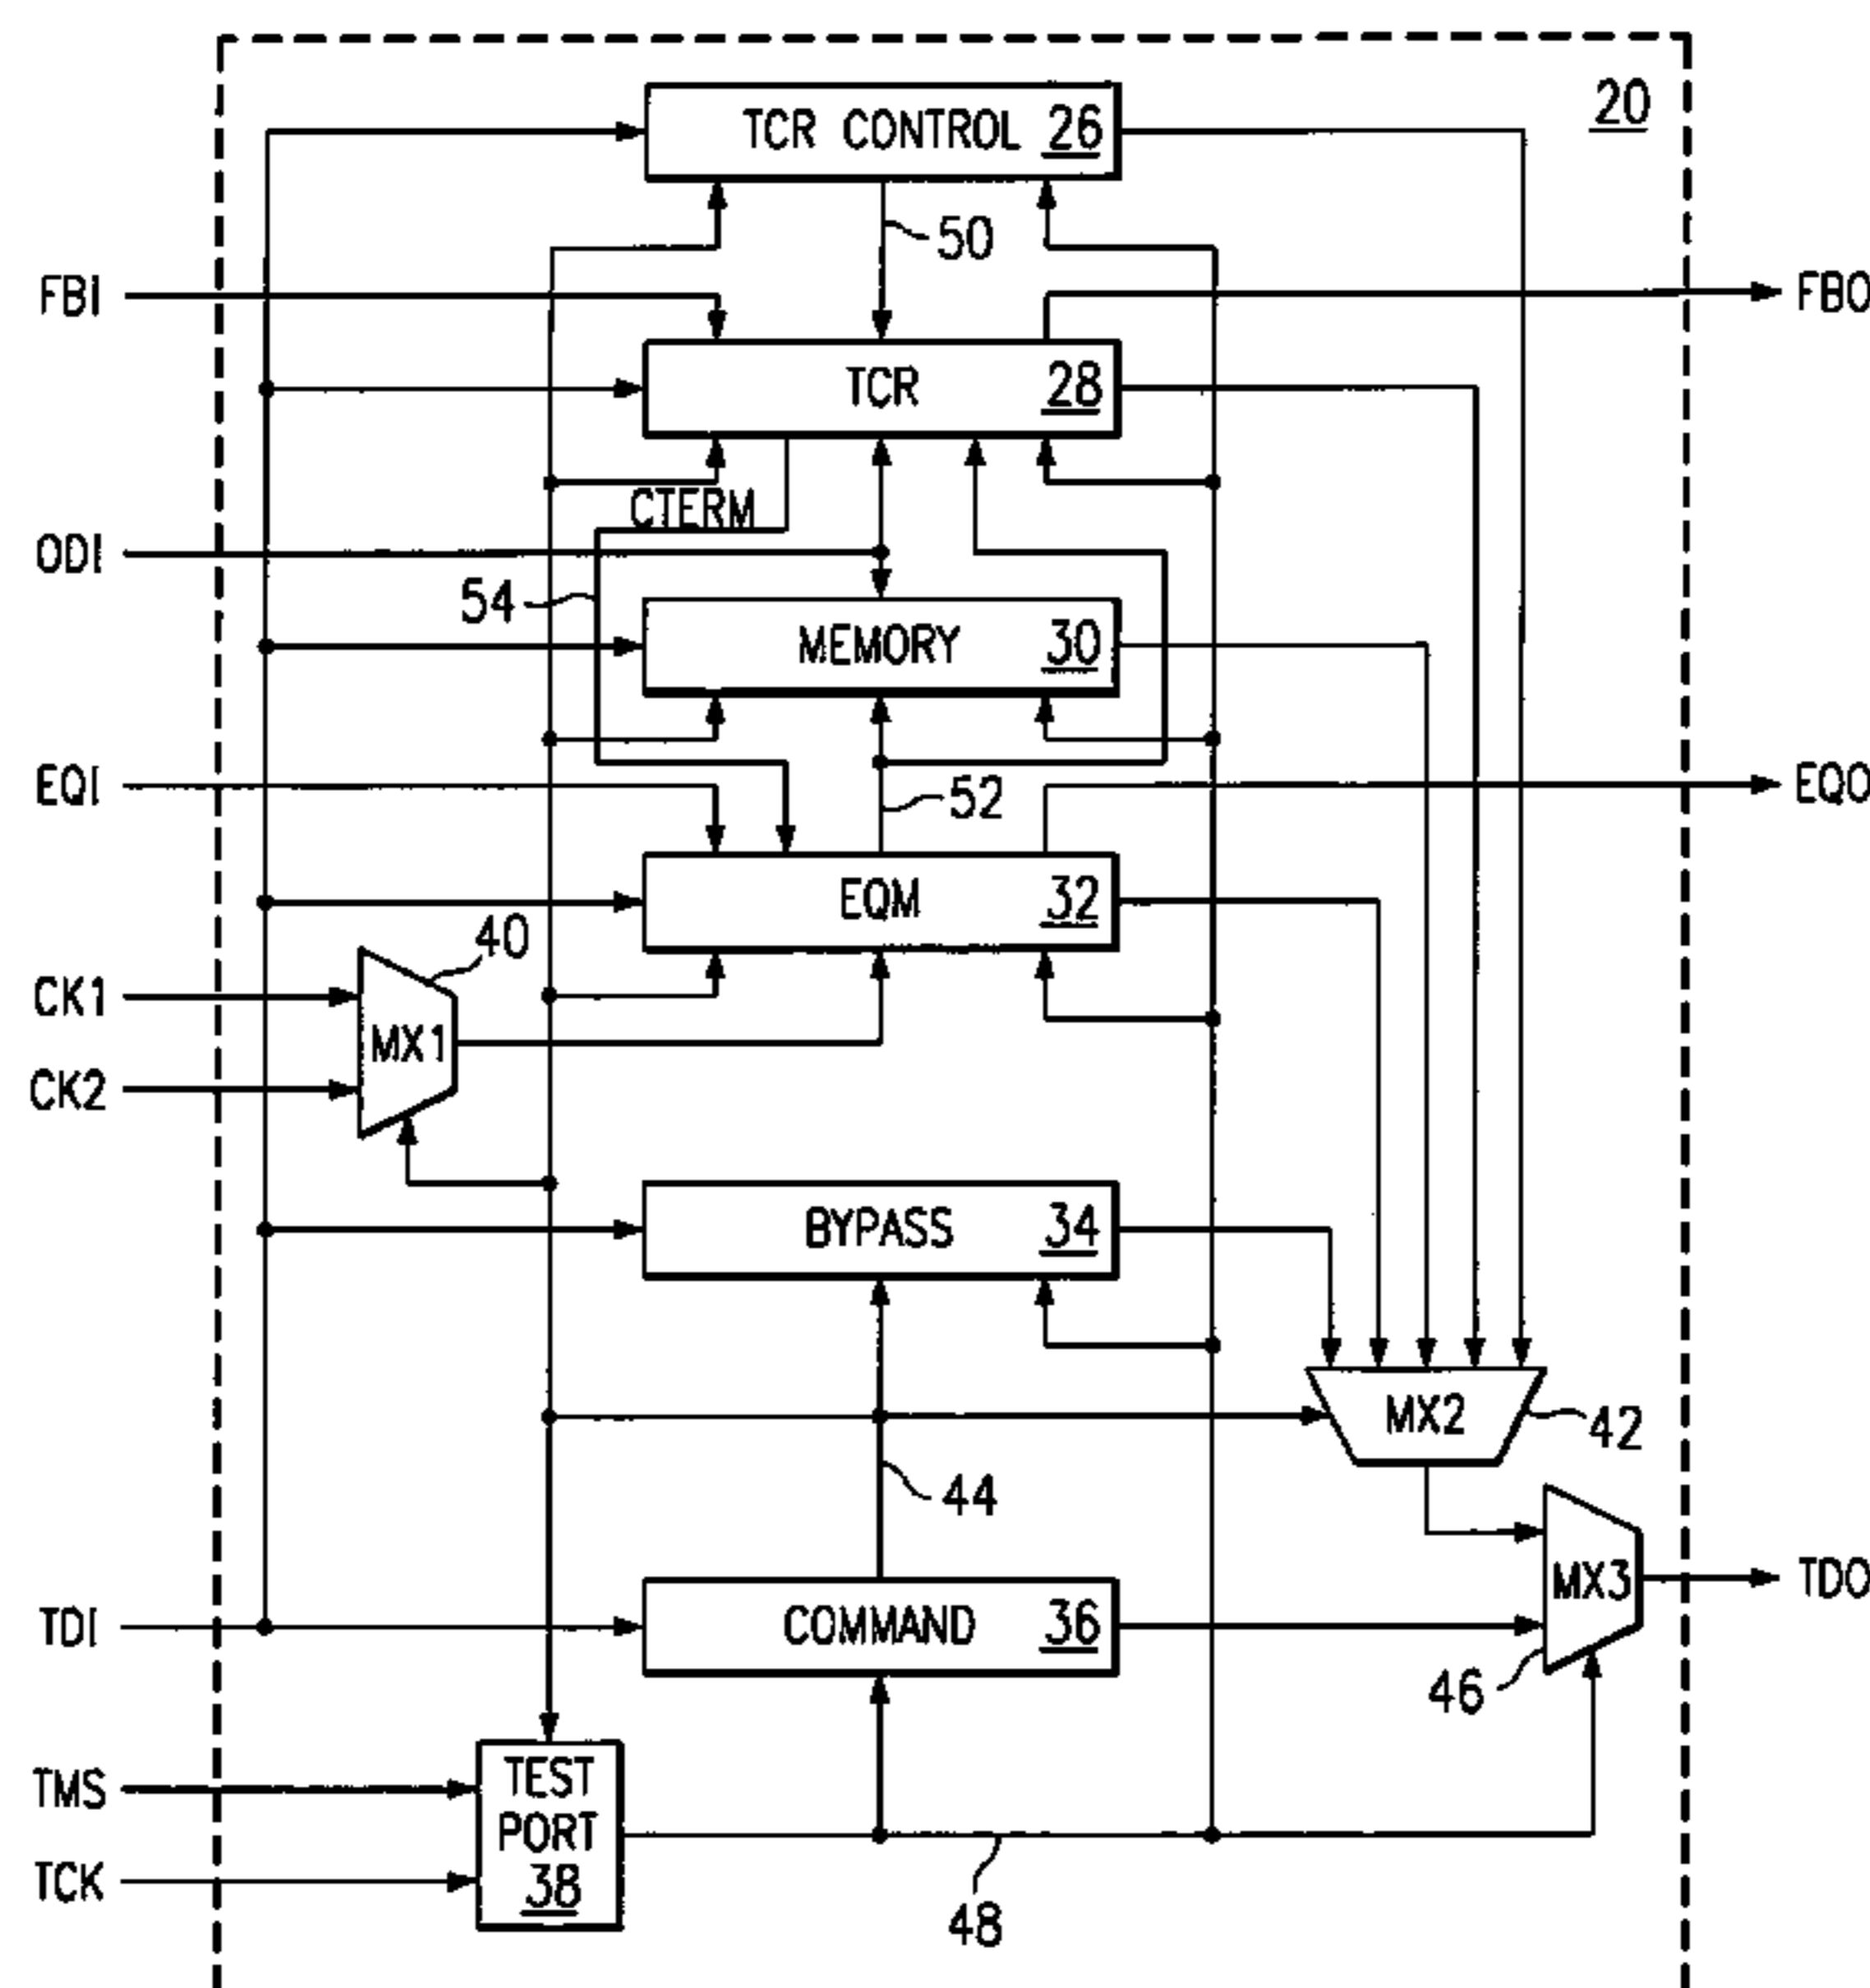 20
TCR CONTROL 26
50
FBI
FBO
TCR 28
CTERM
ODI
54
MEMORY 30
EQI
52
EQO
EQM 32
40
CK1
MX1
CK2
BYPASS 34
MX2
42
44
MX3
TDI
COMMAND 36
TDO
46
TMS
TEST
PORT
38
TCK
48